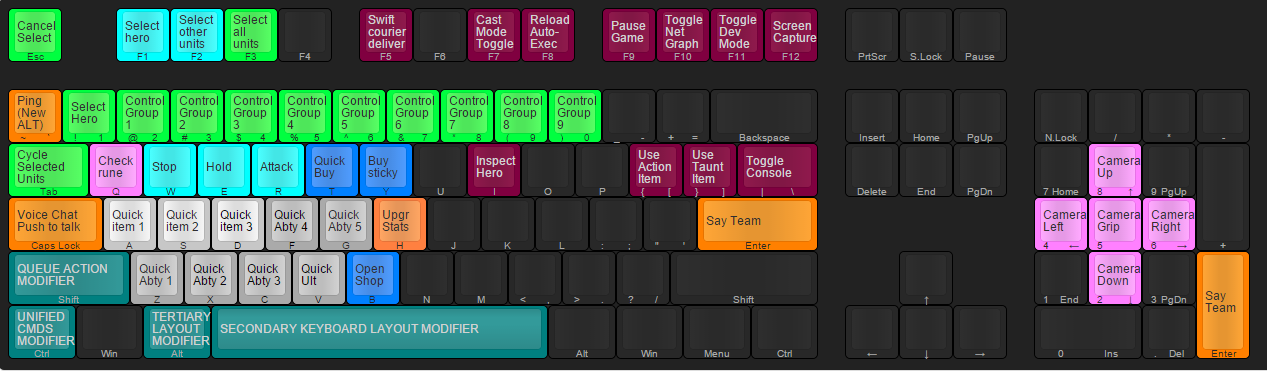 Cancel Select Esc
Select hero F1
Select other units F2
Select all units F3
F4
Swift courier deliver F5
F6
Cast Mode Toggle F7
Reload Auto-Exec F8
Pause Game F9
Toggle Net Graph F10
Toggle Dev Mode F11
Screen Capture F12
PrtScr
S.Lock
Pause
Ping (New ALT) ~ `
Select Hero ! 1
Control Group 1 @ 2
Control Group 2 # 3
Control Group 3 $ 4
Control Group 4 % 5
Control Group 5 ^ 6
Control Group 6 & 7
Control Group 7 * 8
Control Group 8 ( 9
Control Group 9 ) 0
_ -
+ =
Backspace
Insert
Home
PgUp
N.Lock
/
*
-
Cycle Selected Units Tab
Check rune Q
Stop W
Hold E
Attack R
Quick Buy T
Buy sticky Y
U
Inspect Hero I
O
P
Use Action Item { [
Use Taunt Item } ]
Toggle Console | \
Delete
End
PgDn
7 Home
Camera Up 8 ↑
9 PgUp
Voice Chat Push to talk Caps Lock
Quick item 1 A
Quick item 2 S
Quick item 3 D
Quick Abty 4 F
Quick Abty 5 G
Upgr Stats H
J
K
L
: ;
" '
Say Team Enter
Camera Left 4 ←
Camera Grip 5
Camera Right 6 →
+
QUEUE ACTION MODIFIER Shift
Quick Abty 1 Z
Quick Abty 2 X
Quick Abty 3 C
Quick Ult V
Open Shop B
N
M
< ,
> .
? /
Shift
↑
1 End
Camera Down 2 ↓
3 PgDn
Say Team Enter
UNIFIED CMDS MODIFIER Ctrl
Win
TERTIARY LAYOUT MODIFIER Alt
SECONDARY KEYBOARD LAYOUT MODIFIER
Alt
Win
Menu
Ctrl
←
↓
→
0 Ins
. Del